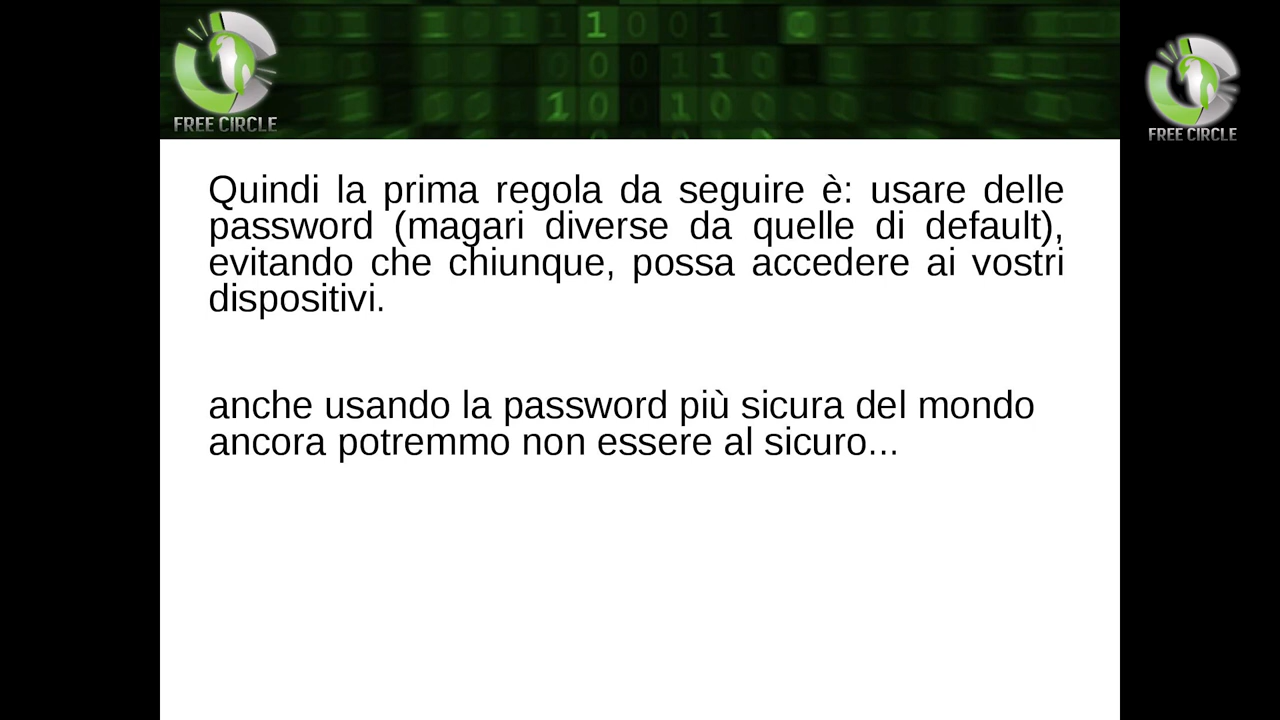 FREE CIRCLE
FREE CIRCLE
Quindi la prima regola da seguire è: usare delle
password (magari diverse da quelle di default),
evitando che chiunque, possa accedere ai vostri
dispositivi.
anche usando la password più sicura del mondo
ancora potremmo non essere al sicuro...